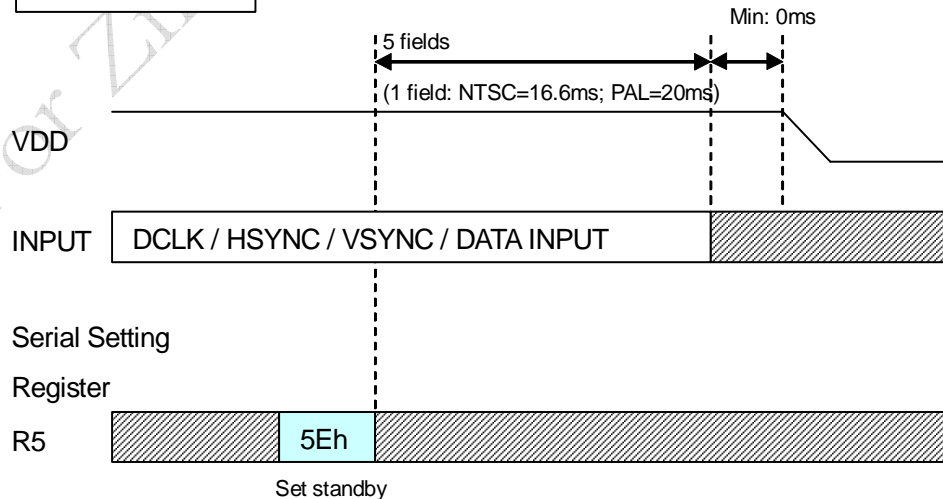 Min: 0ms
5 fields
(1 field: NTSC=16.6ms; PAL=20ms)
VDD
INPUT DCLK / HSYNC / VSYNC / DATA INPUT
Serial Setting
Register
R5 5Eh
Set standby